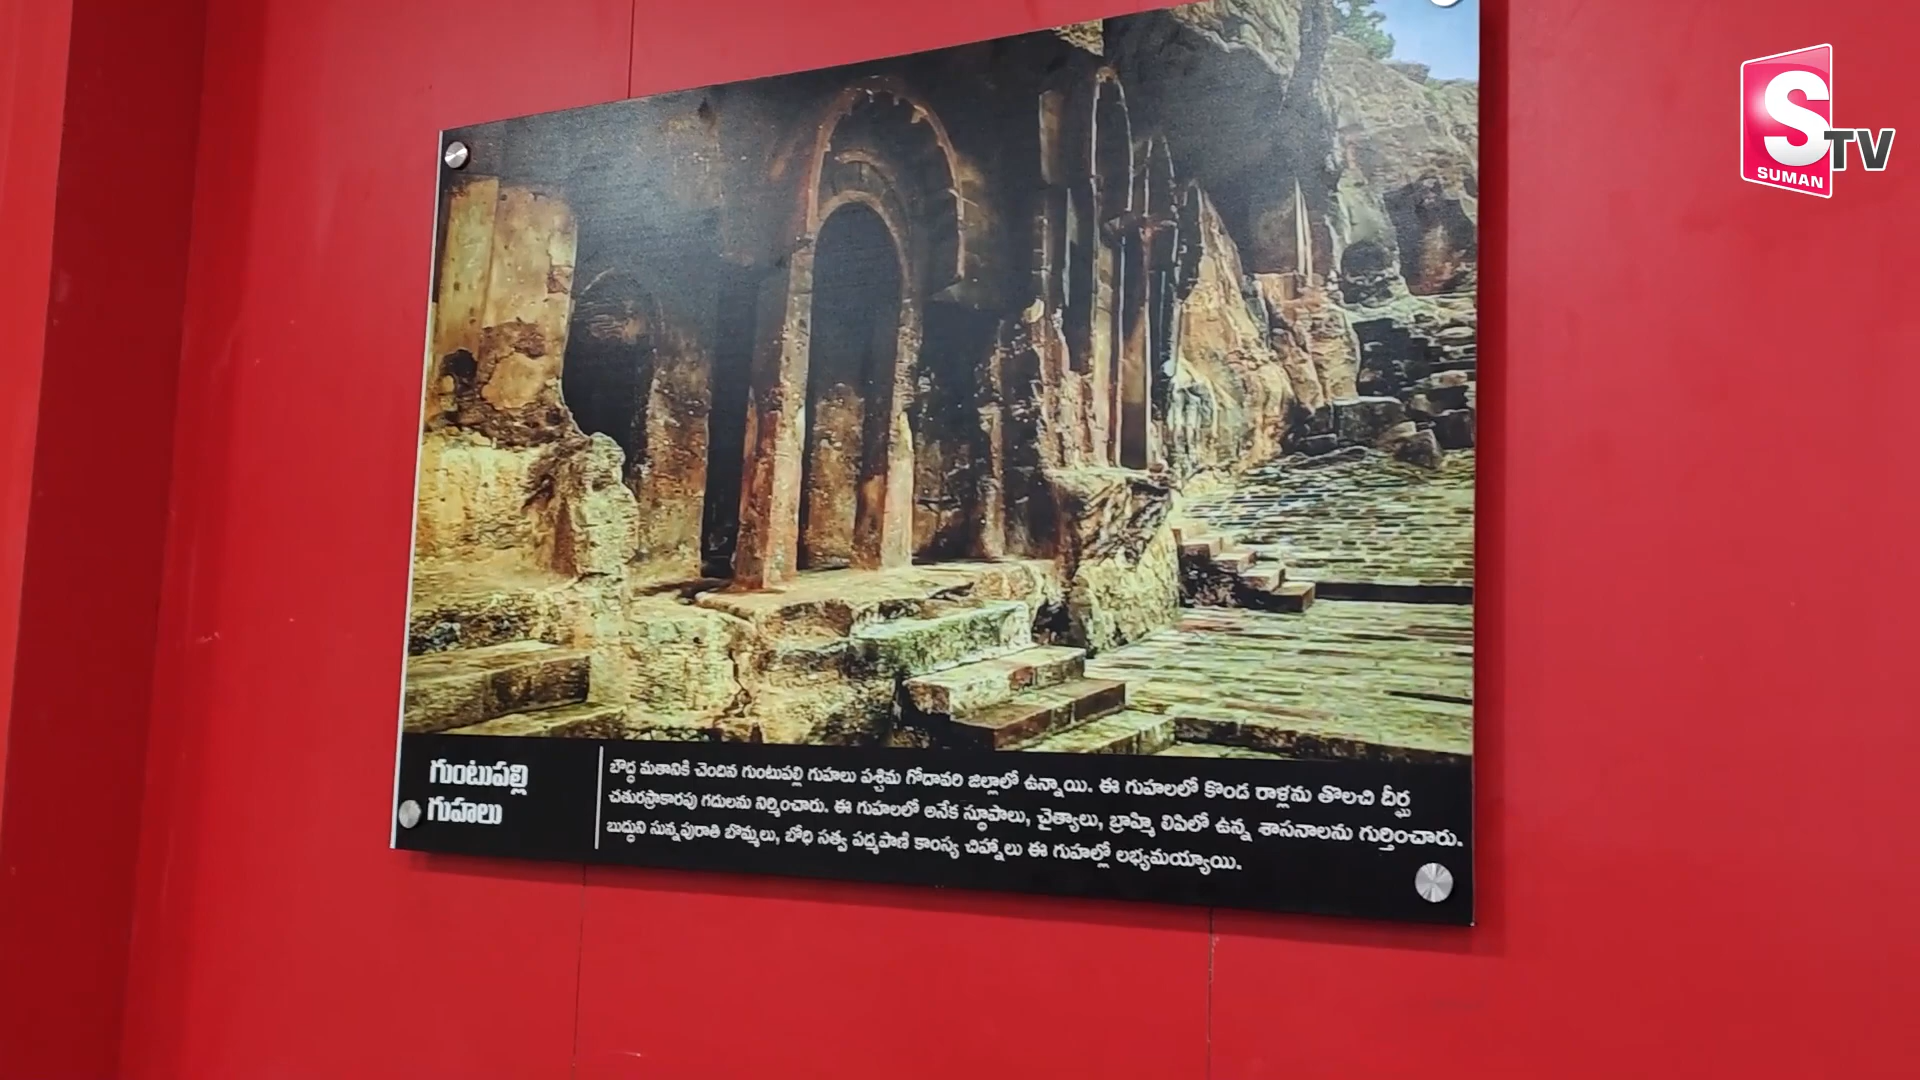 S
TV
SUMAN
గుంటుపల్లి
గుహలు
బౌద్ధ మతానికి చెందిన గుంటుపల్లి గుహలు పశ్చిమ గోదావరి జిల్లాలో ఉన్నాయి. ఈ గుహలలో కొండ రాళ్లను తొలచి దీర్ఘ
చతురస్రాకారపు గదులను నిర్మించారు. ఈ గుహలలో అనేక స్థూపాలు, చైత్యాలు, బ్రాహ్మి లిపిలో ఉన్న శాసనాలను గుర్తించారు.
బుద్ధుని సున్నపురాతి బొమ్మలు, బోధి సత్వ పద్మపాణి కాంస్య చిహ్నాలు ఈ గుహల్లో లభ్యమయ్యాయి.